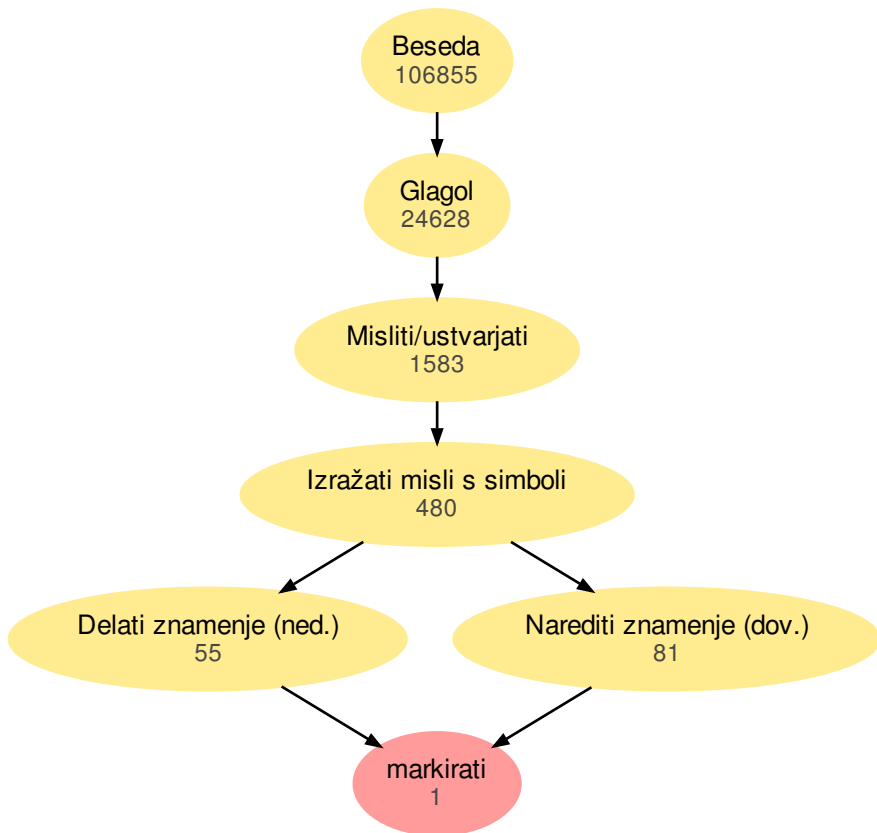 Beseda
106855
Glagol
24628
Misliti/ustvarjati
1583
Izražati misli s simboli
480
Delati znamenje (ned.)
55
Narediti znamenje (dov.)
81
markirati
1